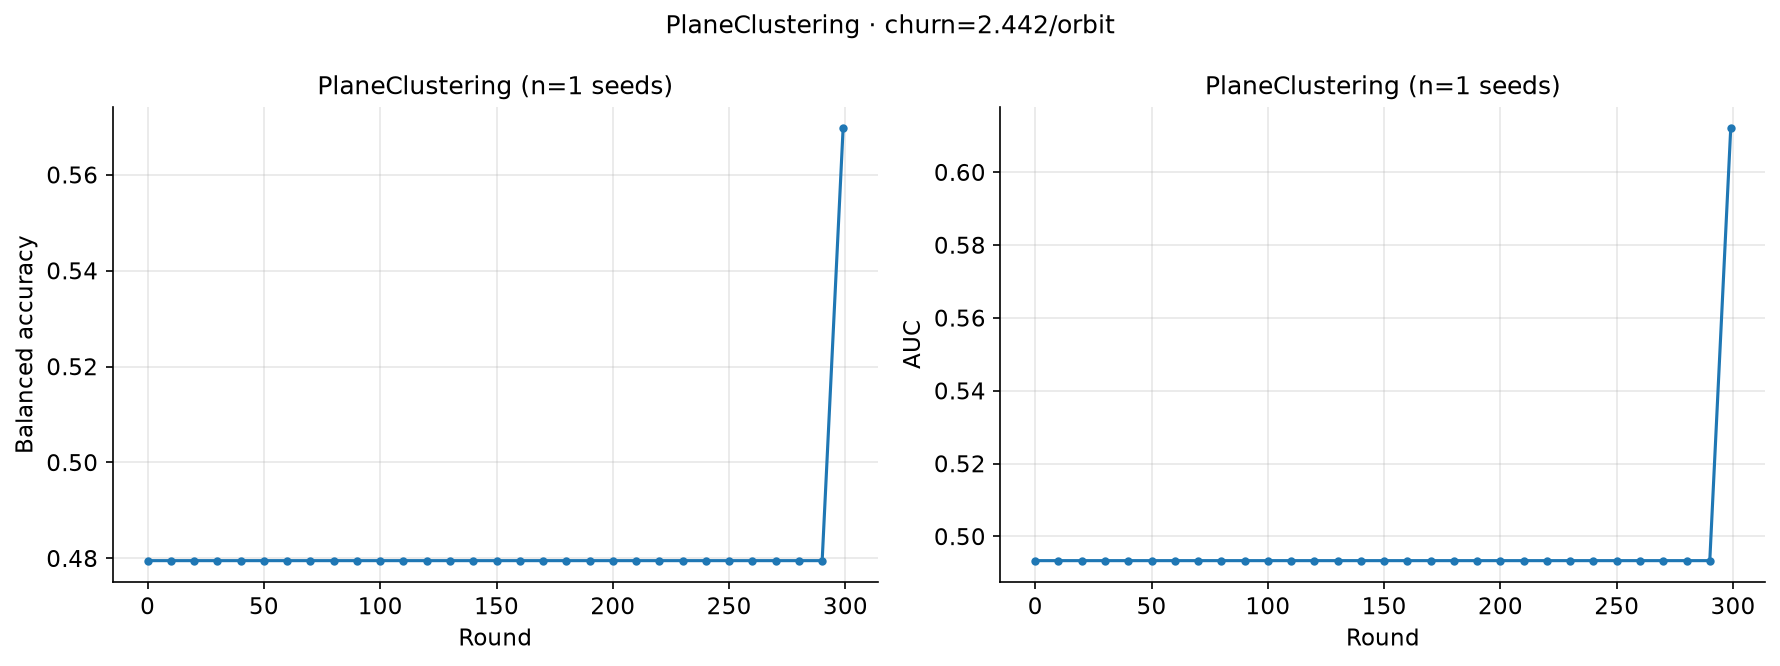 PlaneClustering · churn=2.442/orbit
PlaneClustering (n=1 seeds)
Balanced accuracy
0.56
0.54
0.52
0.50
0.48
0 50 100 150 200 250 300
Round
PlaneClustering (n=1 seeds)
AUC
0.60
0.58
0.56
0.54
0.52
0.50
0 50 100 150 200 250 300
Round